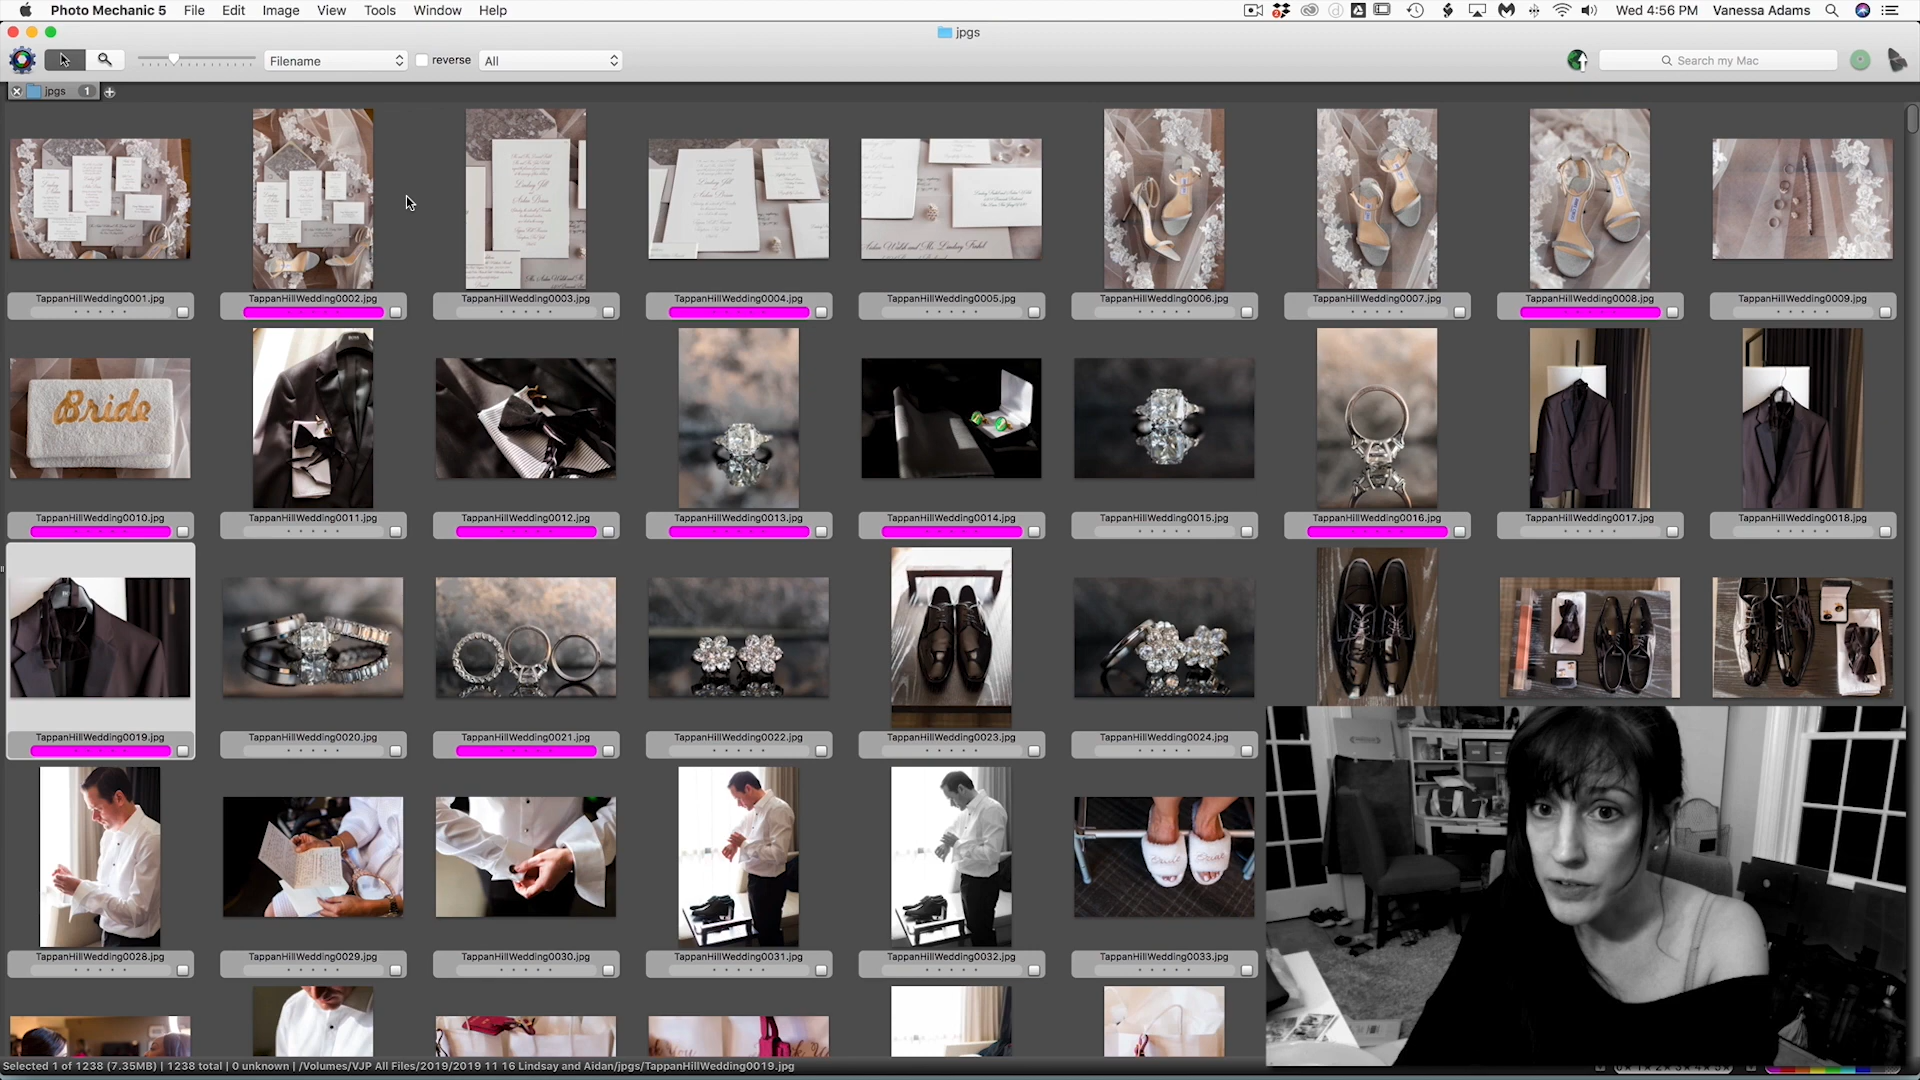 Photo Mechanic 5 File Edit Image View Tools Window Help
Wed 4:56 PM Vanessa Adams
jpgs
Filename reverse All Search my Mac
jpgs 1
TappanHillWedding0001.jpg TappanHillWedding0002.jpg TappanHillWedding0003.jpg TappanHillWedding0004.jpg TappanHillWedding0005.jpg TappanHillWedding0006.jpg TappanHillWedding0007.jpg TappanHillWedding0008.jpg TappanHillWedding0009.jpg
Bride
TappanHillWedding0010.jpg TappanHillWedding0011.jpg TappanHillWedding0012.jpg TappanHillWedding0013.jpg TappanHillWedding0014.jpg TappanHillWedding0015.jpg TappanHillWedding0016.jpg TappanHillWedding0017.jpg TappanHillWedding0018.jpg
TappanHillWedding0019.jpg TappanHillWedding0020.jpg TappanHillWedding0021.jpg TappanHillWedding0022.jpg TappanHillWedding0023.jpg TappanHillWedding0024.jpg
TappanHillWedding0028.jpg TappanHillWedding0029.jpg TappanHillWedding0030.jpg TappanHillWedding0031.jpg TappanHillWedding0032.jpg TappanHillWedding0033.jpg
Selected 1 of 1238 (7.35MB) | 1238 total | 0 unknown | /Volumes/VJP All Files/2019/2019 11 16 Lindsay and Aidan/jpgs/TappanHillWedding0019.jpg